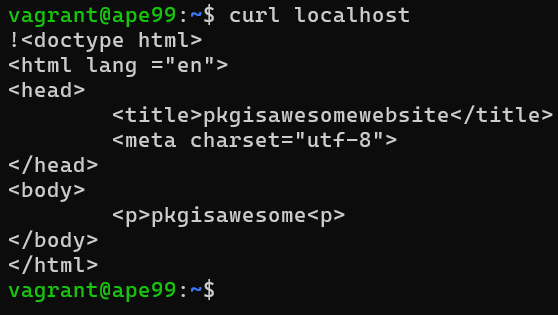 vagrant@ape99:~$ curl localhost
!<doctype html>
<html lang ="en">
<head>
        <title>pkgisawesomewebsite</title>
        <meta charset="utf-8">
</head>
<body>
        <p>pkgisawesome<p>
</body>
</html>
vagrant@ape99:~$